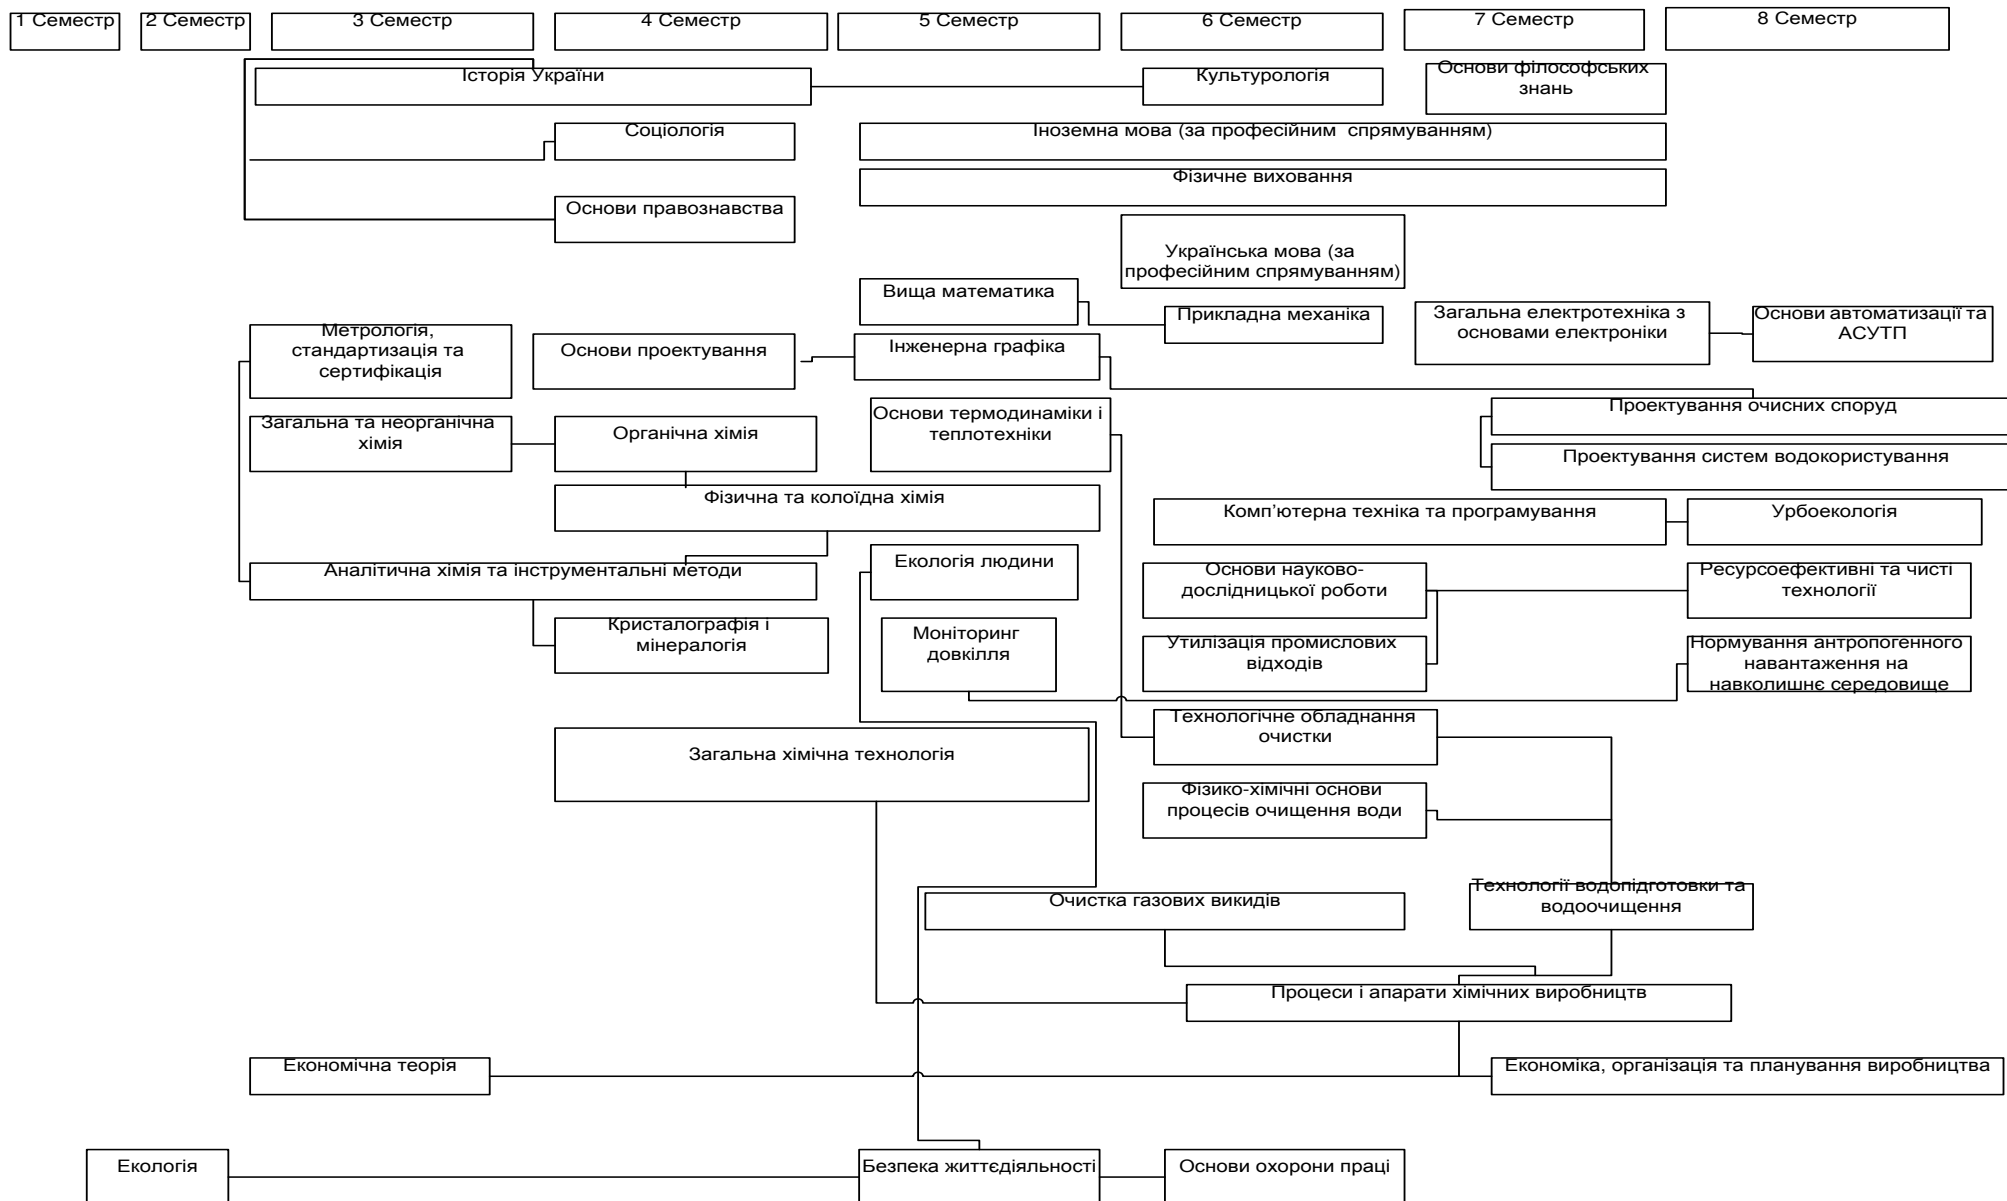 1 Семестр
2 Семестр
3 Семестр
4 Семестр
5 Семестр
6 Семестр
7 Семестр
8 Семестр
Історія України
Культурологія
Основи філософських
знань
Соціологія
Іноземна мова (за професійним спрямуванням)
Фізичне виховання
Основи правознавства
Українська мова (за
професійним спрямуванням)
Вища математика
Прикладна механіка
Загальна електротехніка з
основами електроніки
Основи автоматизації та
АСУТП
Метрологія,
стандартизація та
сертифікація
Основи проектування
Інженерна графіка
Основи термодинаміки і
теплотехніки
Проектування очисних споруд
Загальна та неорганічна
хімія
Органічна хімія
Проектування систем водокористування
Фізична та колоїдна хімія
Комп’ютерна техніка та програмування
Урбоекологія
Екологія людини
Аналітична хімія та інструментальні методи
Основи науково-
дослідницької роботи
Ресурсоефективні та чисті
технології
Кристалографія і
мінералогія
Моніторинг
довкілля
Утилізація промислових
відходів
Нормування антропогенного
навантаження на
навколишнє середовище
Технологічне обладнання
очистки
Загальна хімічна технологія
Фізико-хімічні основи
процесів очищення води
Очистка газових викидів
Технології водопідготовки та
водоочищення
Процеси і апарати хімічних виробництв
Економічна теорія
Економіка, організація та планування виробництва
Екологія
Безпека життєдіяльності
Основи охорони праці